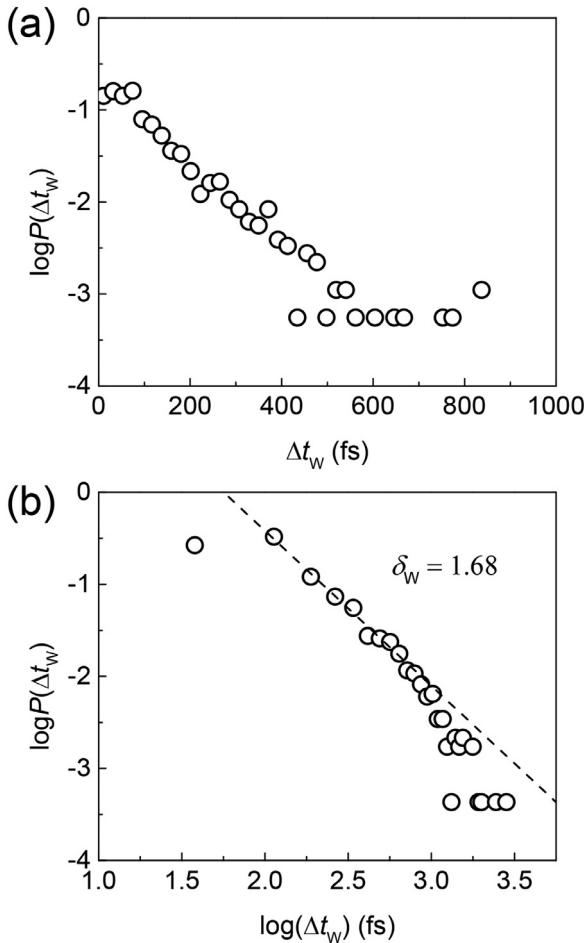 (a)
0
-1
-2
-3
-4
logP(Δt_W)
0 200 400 600 800 1000
Δt_W (fs)
(b)
0
-1
-2
-3
-4
logP(Δt_W)
δ_W = 1.68
1.0 1.5 2.0 2.5 3.0 3.5
log(Δt_W) (fs)